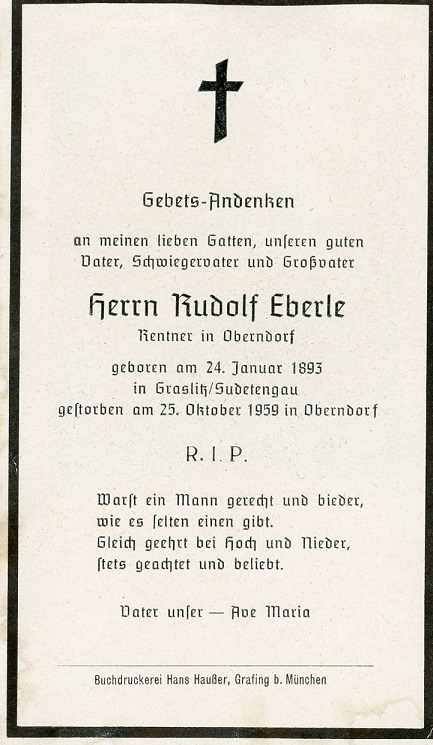 Gebets-Andenken
an meinen lieben Gatten, unſeren guten
Vater, Schwiegervater und Großvater
Herrn Rudolf Eberle
Rentner in Oberndorf
geboren am 24. Januar 1893
in Graslitz/Sudetengau
geſtorben am 25. Oktober 1959 in Oberndorf
R. I. P.
Warſt ein Mann gerecht und bieder,
wie es ſelten einen gibt.
Gleich geehrt bei Hoch und Nieder,
ſtets geachtet und beliebt.
Vater unſer — Ave Maria
Buchdruckerei Hans Haußer, Grafing b. München